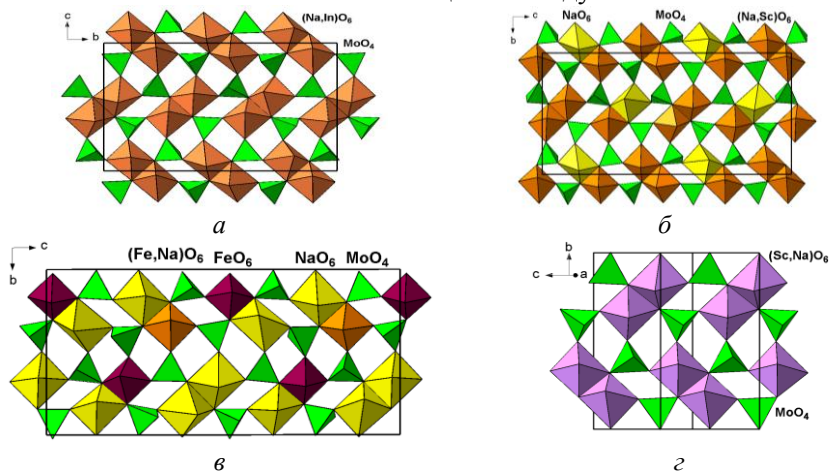 c
b
(Na,In)O₆
MoO₄
а
c
b
NaO₆ MoO₄ (Na,Sc)O₆
б
c
b
(Fe,Na)O₆ FeO₆ NaO₆ MoO₄
в
b
c a
(Sc,Na)O₆
MoO₄
г